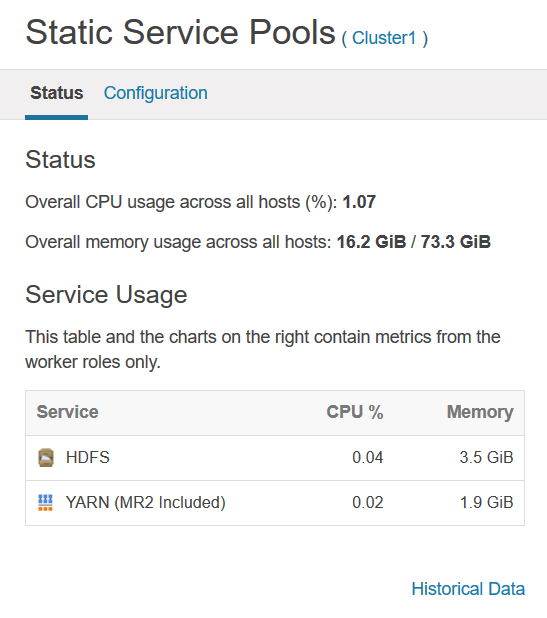 Static Service Pools ( Cluster1 )
Status Configuration
Status
Overall CPU usage across all hosts (%): 1.07
Overall memory usage across all hosts: 16.2 GiB / 73.3 GiB
Service Usage
This table and the charts on the right contain metrics from the
worker roles only.
Service CPU % Memory
HDFS 0.04 3.5 GiB
YARN (MR2 Included) 0.02 1.9 GiB
Historical Data